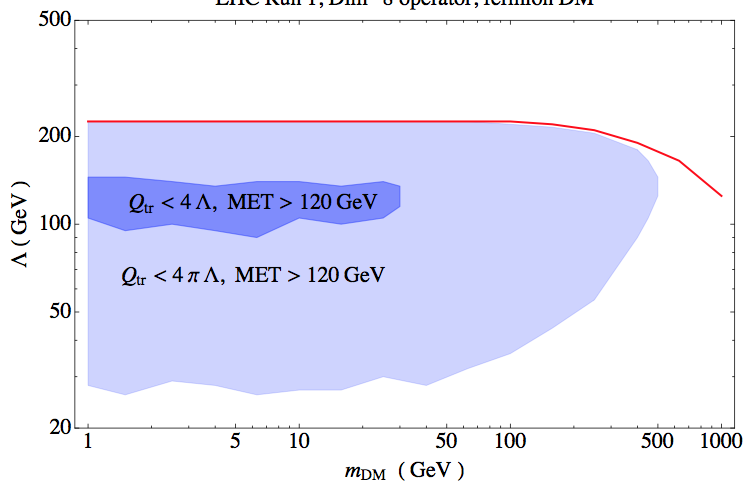 500
200
100
50
20
Λ ( GeV )
Q_tr < 4 Λ, MET > 120 GeV
Q_tr < 4 π Λ, MET > 120 GeV
1 5 10 50 100 500 1000
m_DM ( GeV )